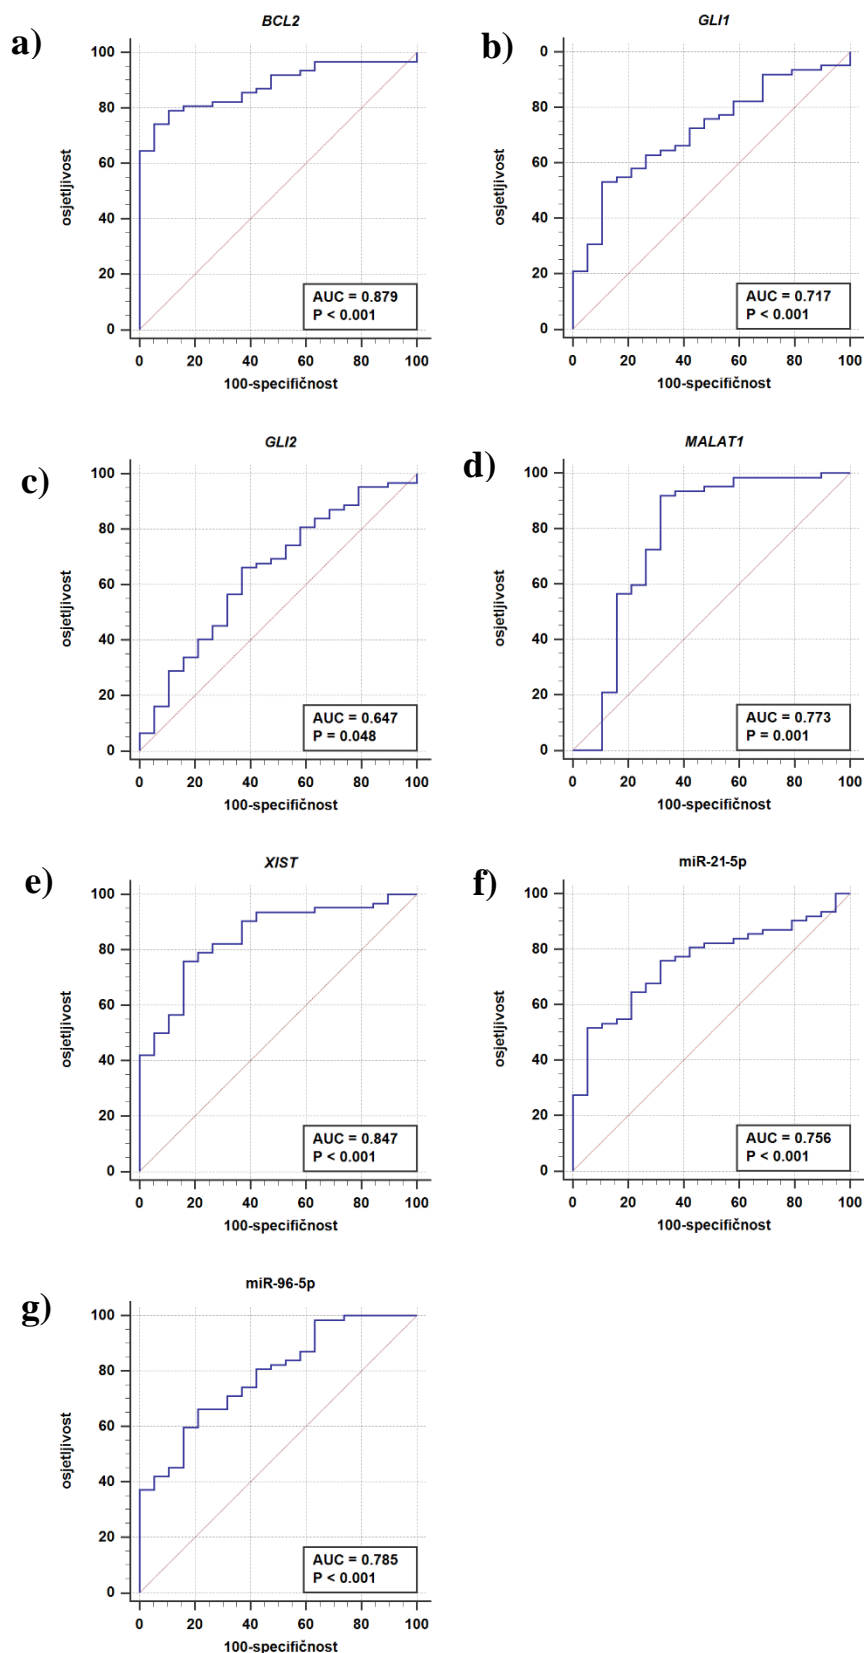 a)
BCL2
100
80
60
40
20
0
osjetljivost
AUC = 0.879
P < 0.001
0 20 40 60 80 100
100-specifičnost
b)
GLI1
0
80
60
40
20
0
osjetljivost
AUC = 0.717
P < 0.001
0 20 40 60 80 100
100-specifičnost
c)
GLI2
100
80
60
40
20
0
osjetljivost
AUC = 0.647
P = 0.048
0 20 40 60 80 100
100-specifičnost
d)
MALAT1
100
80
60
40
20
0
osjetljivost
AUC = 0.773
P = 0.001
0 20 40 60 80 100
100-specifičnost
e)
XIST
100
80
60
40
20
0
osjetljivost
AUC = 0.847
P < 0.001
0 20 40 60 80 100
100-specifičnost
f)
miR-21-5p
100
80
60
40
20
0
osjetljivost
AUC = 0.756
P < 0.001
0 20 40 60 80 100
100-specifičnost
g)
miR-96-5p
100
80
60
40
20
0
osjetljivost
AUC = 0.785
P < 0.001
0 20 40 60 80 100
100-specifičnost